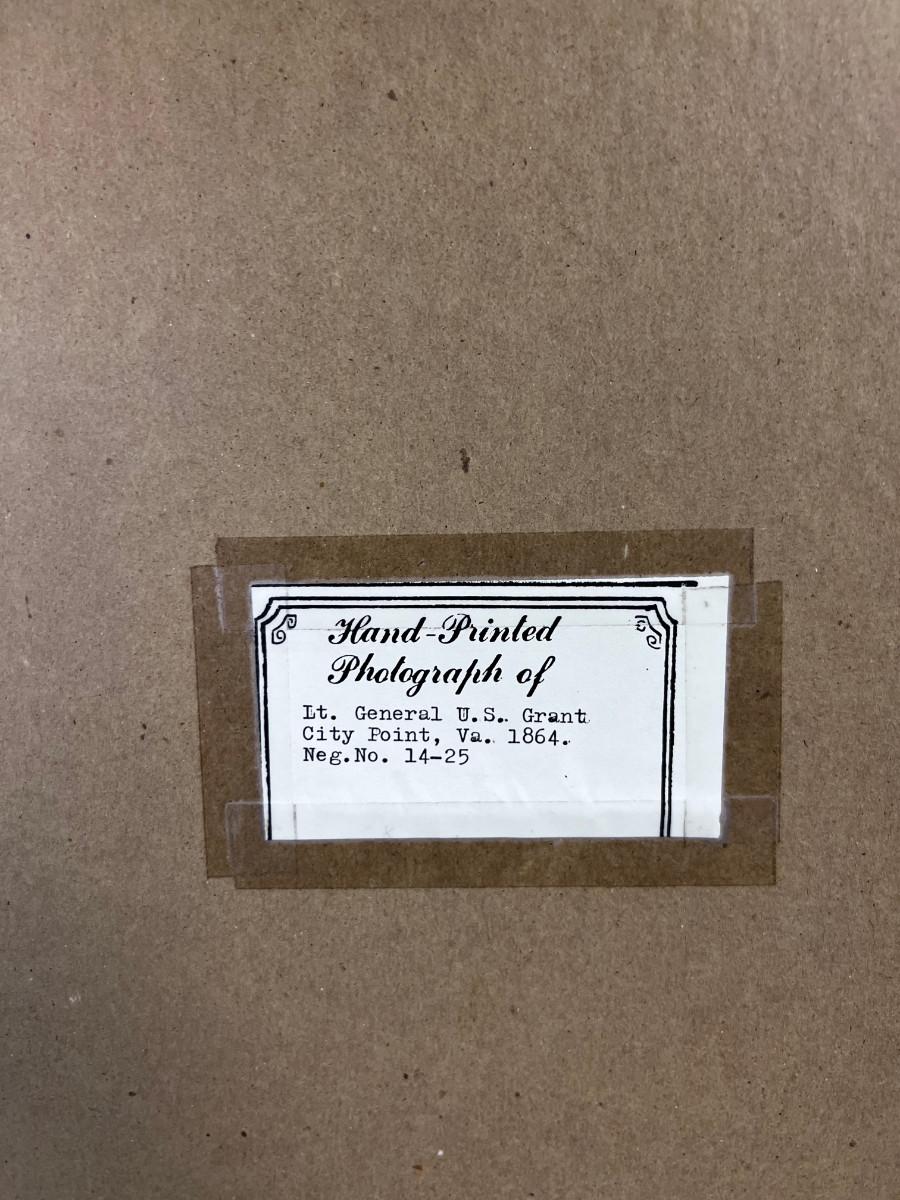 Hand-Printed
Photograph of
Lt. General U.S. Grant
City Point, Va. 1864.
Neg.No. 14-25